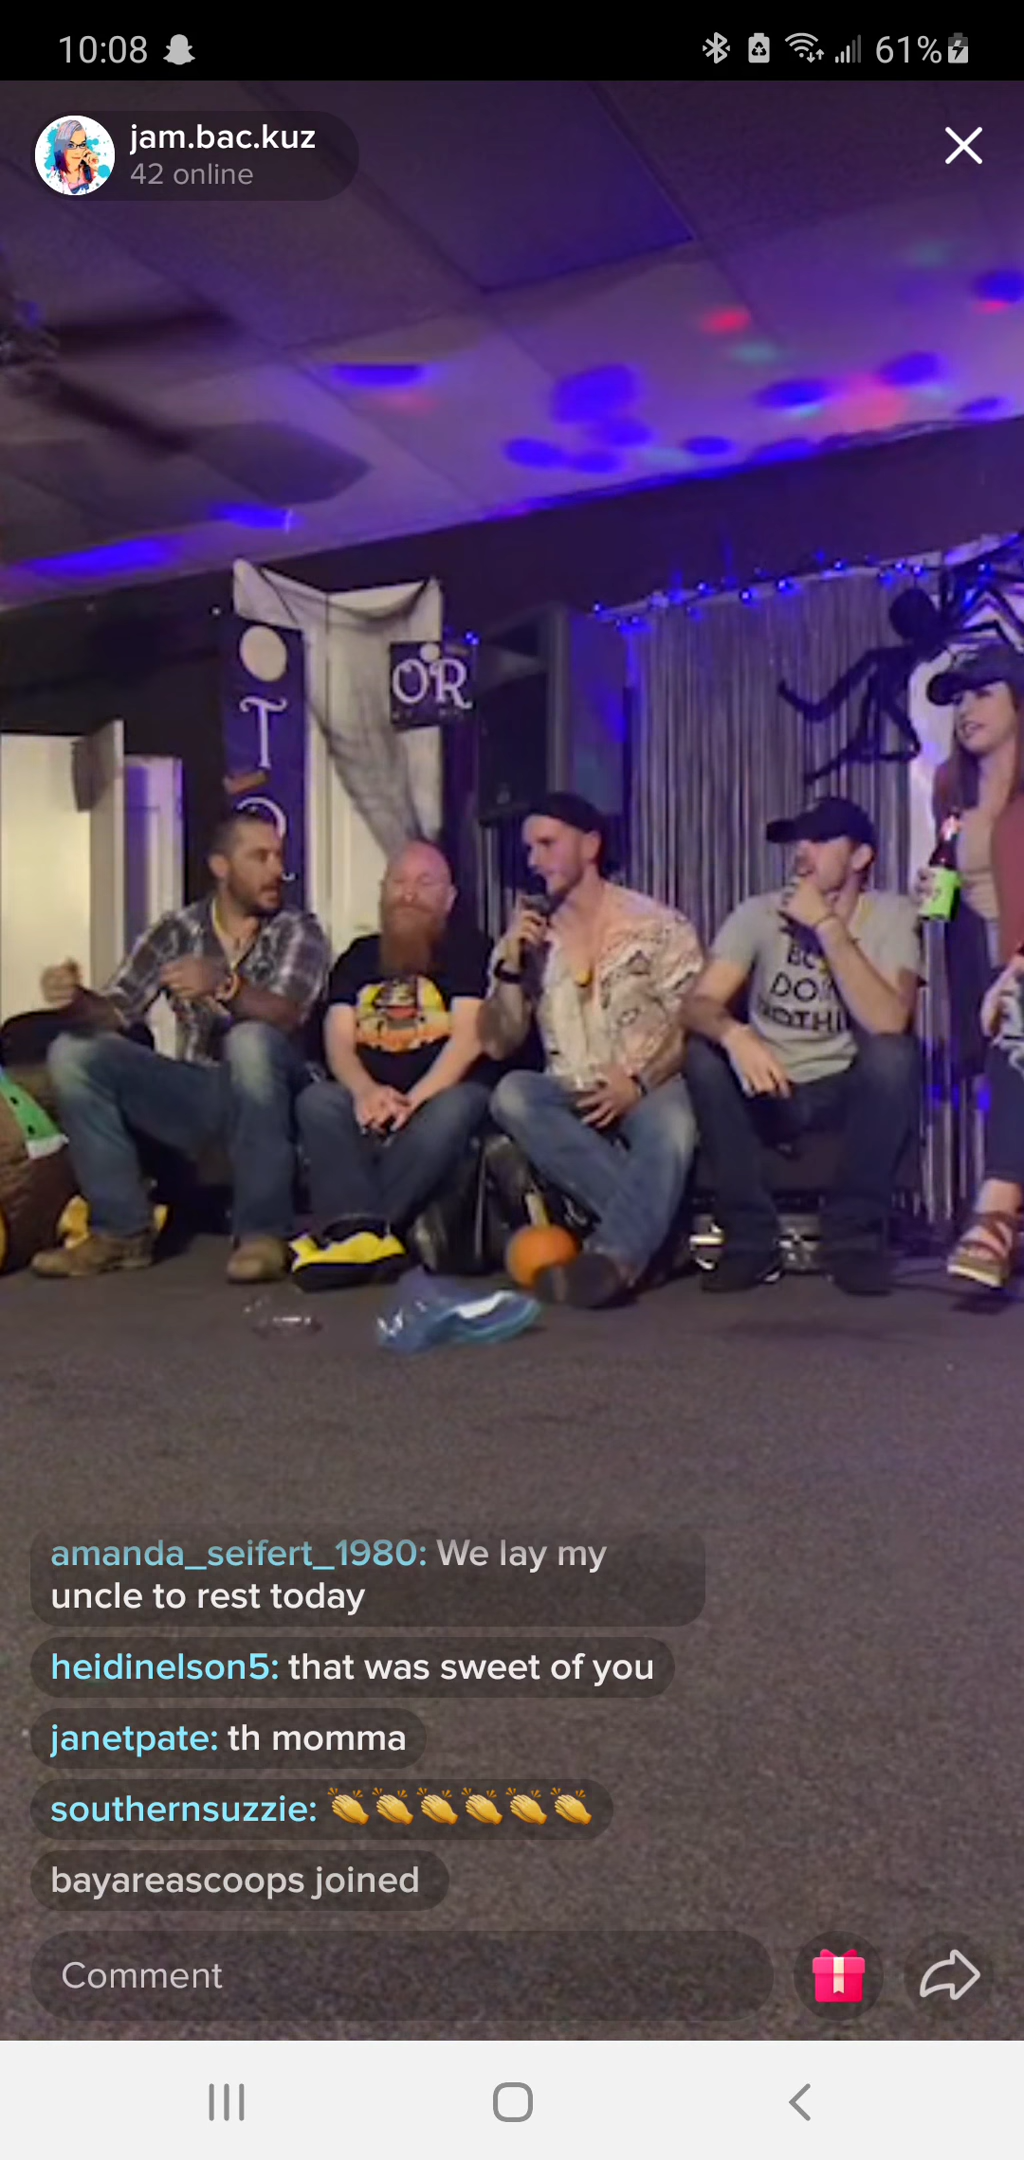 10:08
61%
jam.bac.kuz
42 online
T
OR
DO
amanda_seifert_1980: We lay my
uncle to rest today
heidinelson5: that was sweet of you
janetpate: th momma
southernsuzzie: 👏👏👏👏👏👏
bayareascoops joined
Comment